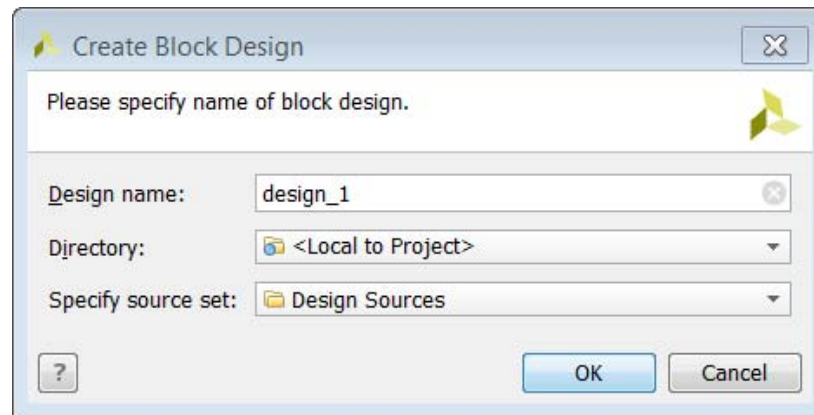 Create Block Design
Please specify name of block design.
Design name: design_1
Directory: <Local to Project>
Specify source set: Design Sources
? OK Cancel